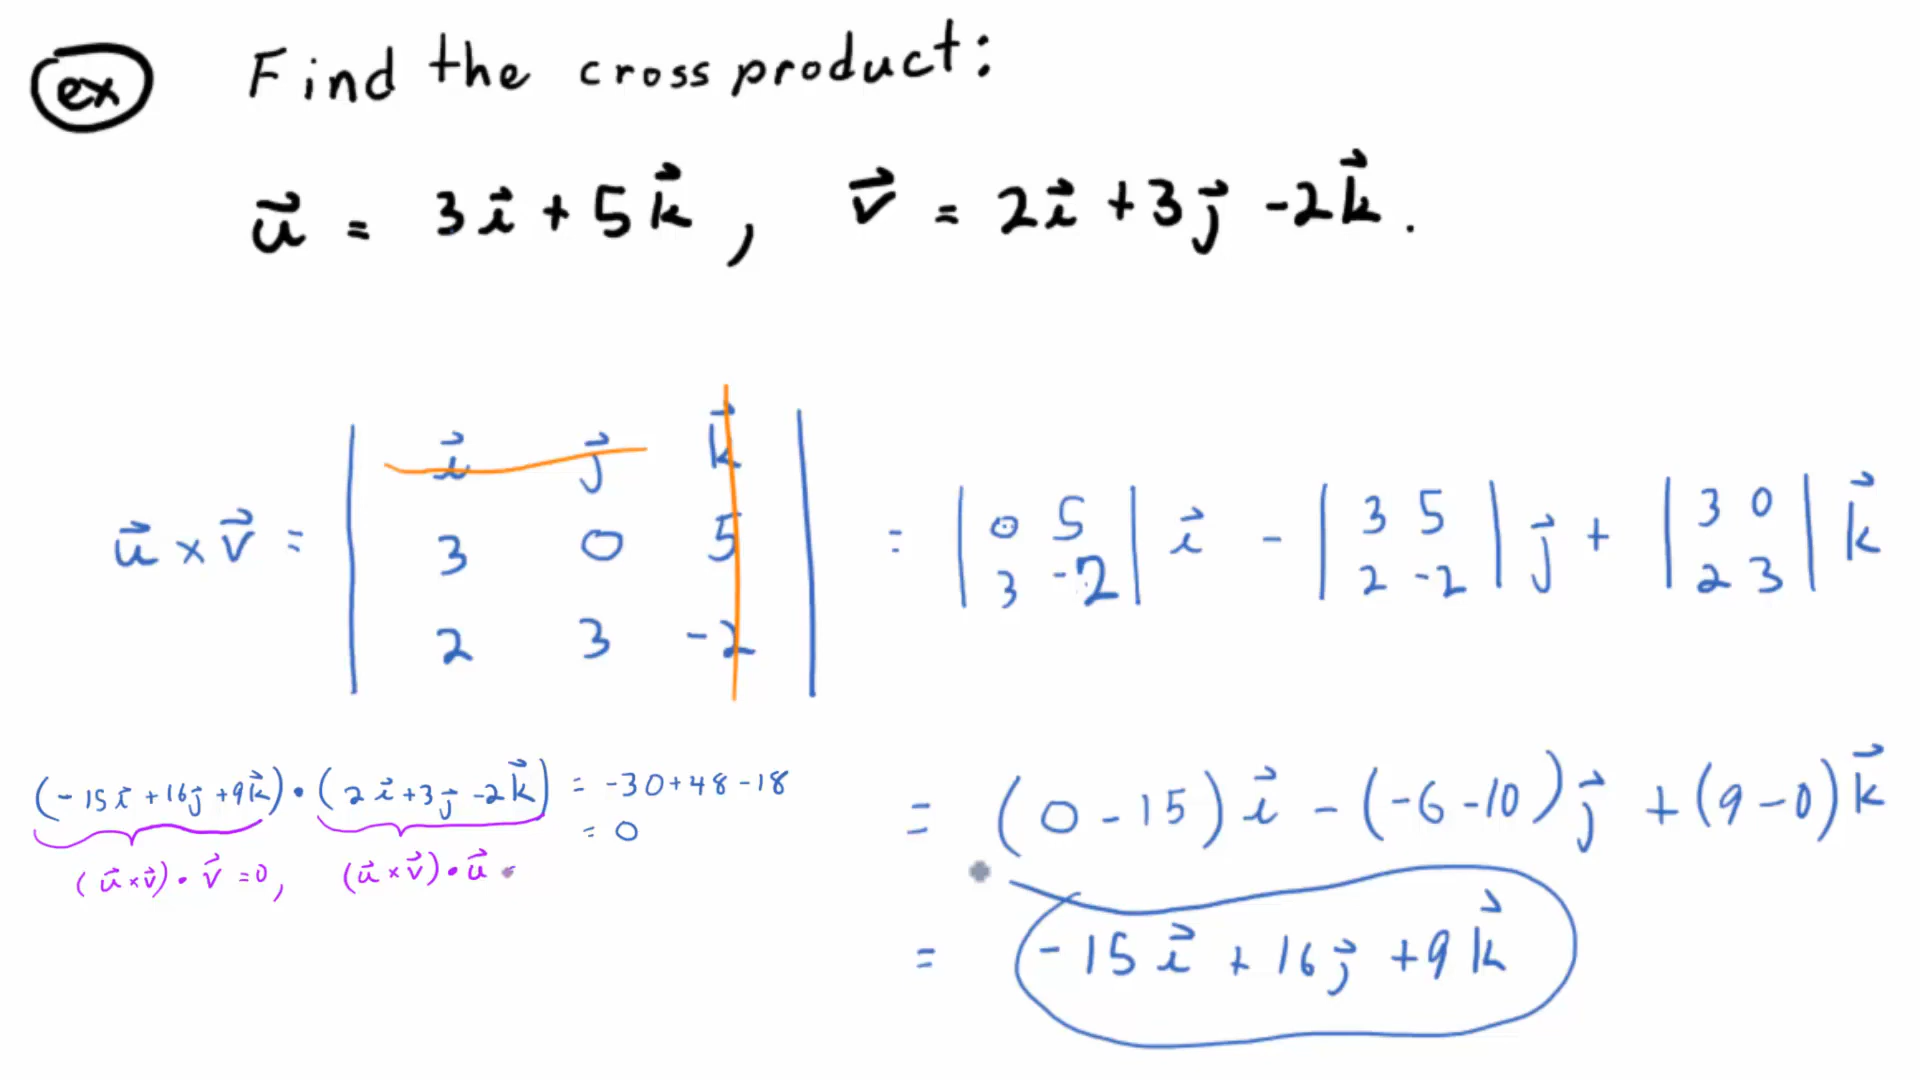 ex Find the cross product:
u⃗ = 3i⃗ + 5k⃗ , v⃗ = 2i⃗ + 3j⃗ - 2k⃗ .
u⃗ × v⃗ = | i⃗ j⃗ k⃗ |
| 3 0 5 |
| 2 3 -2 |
= | 0 5 | i⃗ - | 3 5 | j⃗ + | 3 0 | k⃗
| 3 -2 | | 2 -2 | | 2 3 |
= (0 - 15) i⃗ - (-6 - 10) j⃗ + (9 - 0) k⃗
= -15 i⃗ + 16 j⃗ + 9 k⃗
(-15i⃗ + 16j⃗ + 9k⃗) • (2i⃗ + 3j⃗ - 2k⃗) = -30 + 48 - 18
= 0
(u⃗ × v⃗) • v⃗ = 0, (u⃗ × v⃗) • u⃗ =